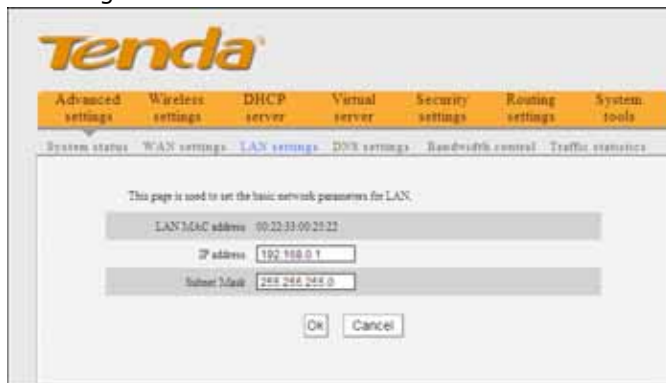 Tenda
Advanced settings Wireless settings DHCP server Virtual server Security settings Routing settings System tools
System status WAN settings LAN settings DNS settings Bandwidth control Traffic statistics
This page is used to set the basic network parameters for LAN.
LAN MAC address 00:22:33:00:25:22
IP address 192.168.0.1
Subnet Mask 255.255.255.0
Ok Cancel